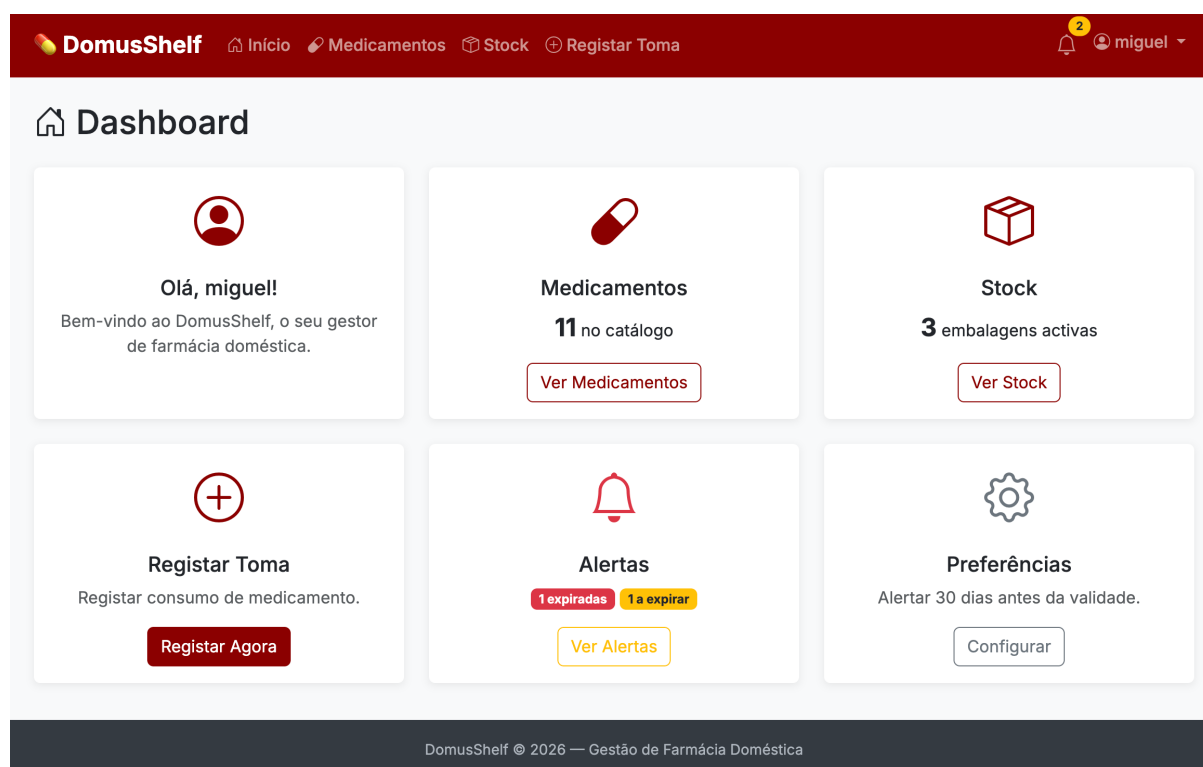 DomusShelf Início Medicamentos Stock Registar Toma 2 miguel
Dashboard
Olá, miguel!
Bem-vindo ao DomusShelf, o seu gestor
de farmácia doméstica.
Medicamentos
11 no catálogo
Ver Medicamentos
Stock
3 embalagens activas
Ver Stock
Registar Toma
Registar consumo de medicamento.
Registar Agora
Alertas
1 expiradas 1 a expirar
Ver Alertas
Preferências
Alertar 30 dias antes da validade.
Configurar
DomusShelf © 2026 — Gestão de Farmácia Doméstica